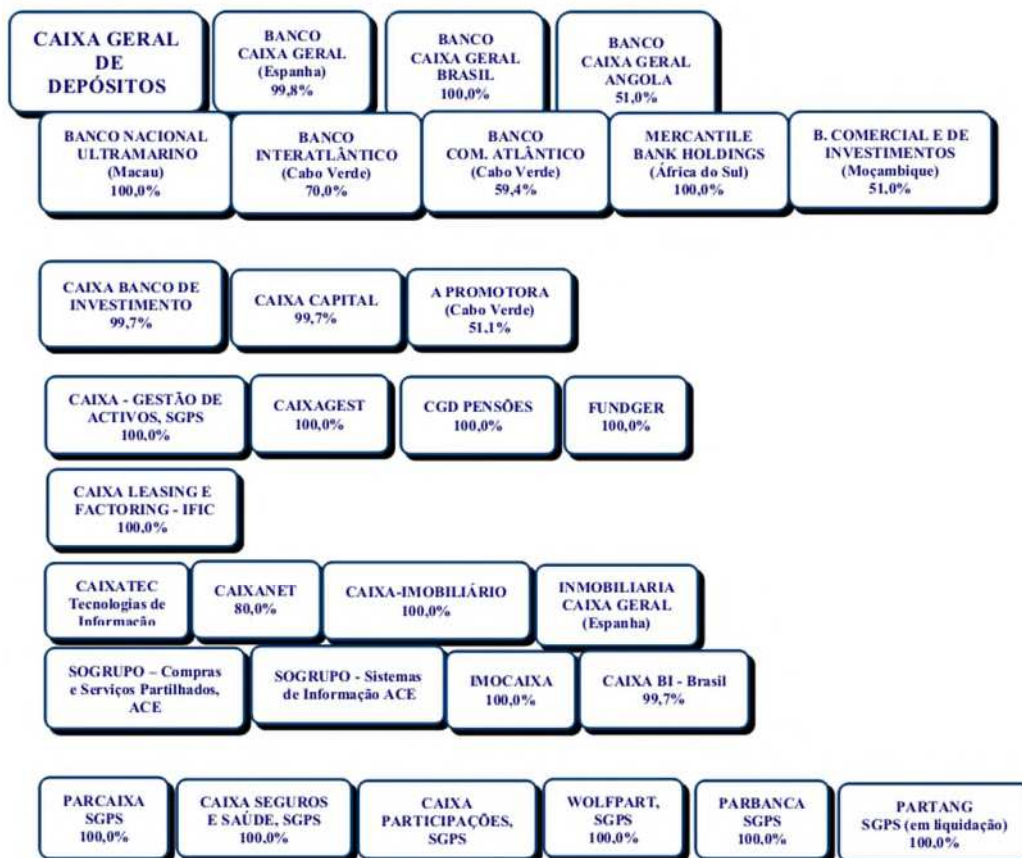 CAIXA GERAL
DE
DEPÓSITOS
BANCO
CAIXA GERAL
(Espanha)
99,8%
BANCO
CAIXA GERAL
BRASIL
100,0%
BANCO
CAIXA GERAL
ANGOLA
51,0%
BANCO NACIONAL
ULTRAMARINO
(Macau)
100,0%
BANCO
INTERATLÂNTICO
(Cabo Verde)
70,0%
BANCO
COM. ATLÂNTICO
(Cabo Verde)
59,4%
MERCANTILE
BANK HOLDINGS
(África do Sul)
100,0%
B. COMERCIAL E DE
INVESTIMENTOS
(Moçambique)
51,0%
CAIXA BANCO DE
INVESTIMENTO
99,7%
CAIXA CAPITAL
99,7%
A PROMOTORA
(Cabo Verde)
51,1%
CAIXA - GESTÃO DE
ACTIVOS, SGPS
100,0%
CAIXAGEST
100,0%
CGD PENSÕES
100,0%
FUNDGER
100,0%
CAIXA LEASING E
FACTORING - IFIC
100,0%
CAIXATEC
Tecnologias de
Informação
CAIXANET
80,0%
CAIXA-IMOBILIÁRIO
100,0%
INMOBILIARIA
CAIXA GERAL
(Espanha)
SOGRUPO – Compras
e Serviços Partilhados,
ACE
SOGRUPO - Sistemas
de Informação ACE
IMOCAIXA
100,0%
CAIXA BI - Brasil
99,7%
PARCAIXA
SGPS
100,0%
CAIXA SEGUROS
E SAÚDE, SGPS
100,0%
CAIXA
PARTICIPAÇÕES,
SGPS
WOLFPART,
SGPS
100,0%
PARBANCA
SGPS
100,0%
PARTANG
SGPS (em liquidação)
100,0%